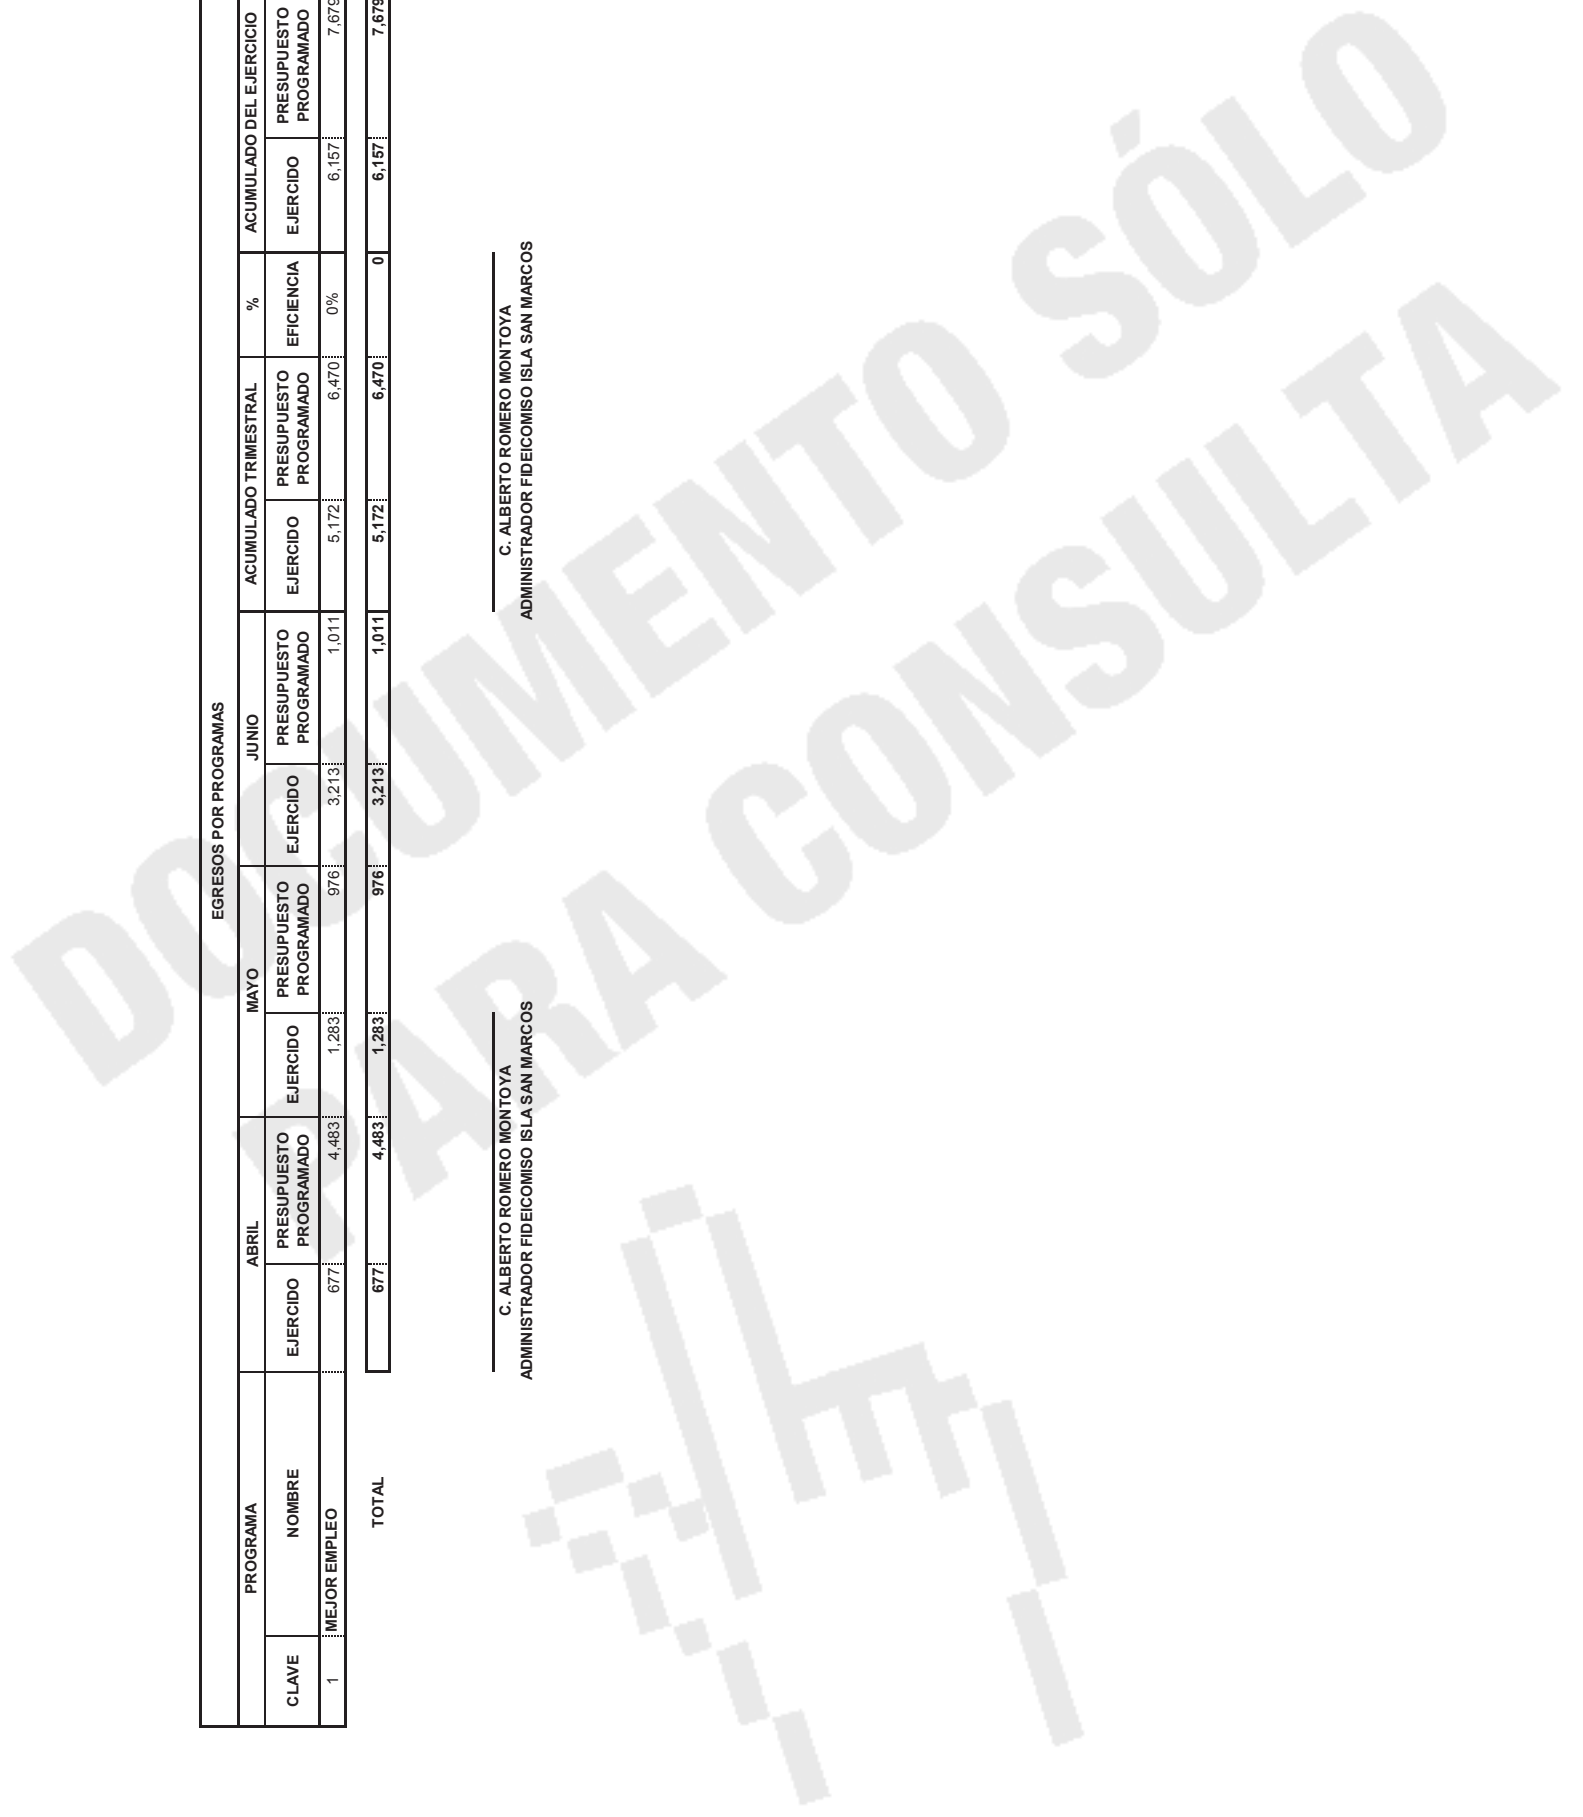 EGRESOS POR PROGRAMAS
PROGRAMA ABRIL MAYO JUNIO ACUMULADO TRIMESTRAL % ACUMULADO DEL EJERCICIO
CLAVE NOMBRE EJERCIDO PRESUPUESTO PROGRAMADO EJERCIDO PRESUPUESTO PROGRAMADO EJERCIDO PRESUPUESTO PROGRAMADO EJERCIDO PRESUPUESTO PROGRAMADO EFICIENCIA EJERCIDO PRESUPUESTO PROGRAMADO
1 MEJOR EMPLEO 677 4,483 1,283 976 3,213 1,011 5,172 6,470 0% 6,157 7,679
TOTAL 677 4,483 1,283 976 3,213 1,011 5,172 6,470 0 6,157 7,679
C. ALBERTO ROMERO MONTOYA
ADMINISTRADOR FIDEICOMISO ISLA SAN MARCOS
C. ALBERTO ROMERO MONTOYA
ADMINISTRADOR FIDEICOMISO ISLA SAN MARCOS
DOCUMENTO SÓLO
PARA CONSULTA